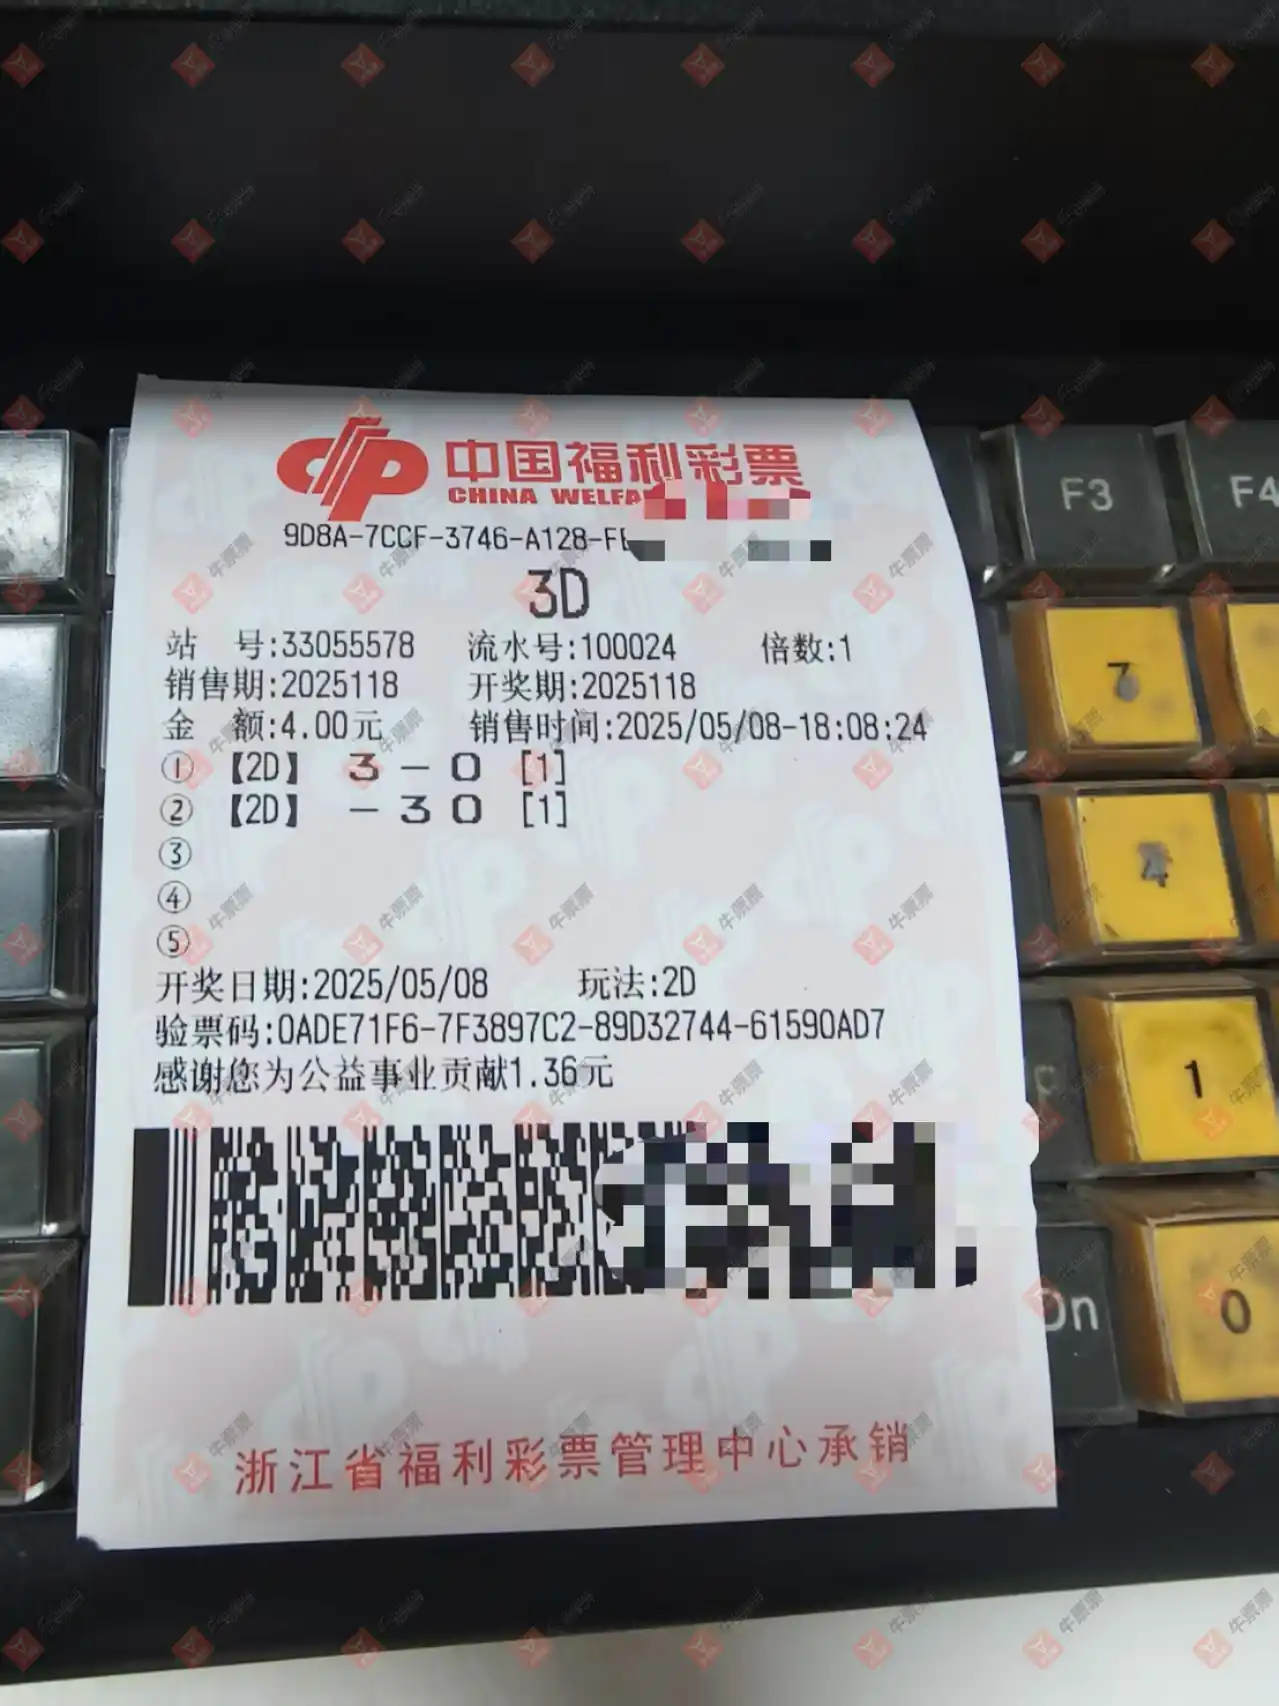 中国福利彩票
CHINA WELFA
9D8A-7CCF-3746-A128-F
3D
站 号:33055578 流水号:100024 倍数:1
销售期:2025118 开奖期:2025118
金 额:4.00元 销售时间:2025/05/08-18:08:24
① 【2D】 3 - 0 [1]
② 【2D】 - 3 0 [1]
③
④
⑤
开奖日期:2025/05/08 玩法:2D
验票码:0ADE71F6-7F3897C2-89D32744-61590AD7
感谢您为公益事业贡献1.36元
浙江省福利彩票管理中心承销
F3
F4
7
4
1
0
牛票票